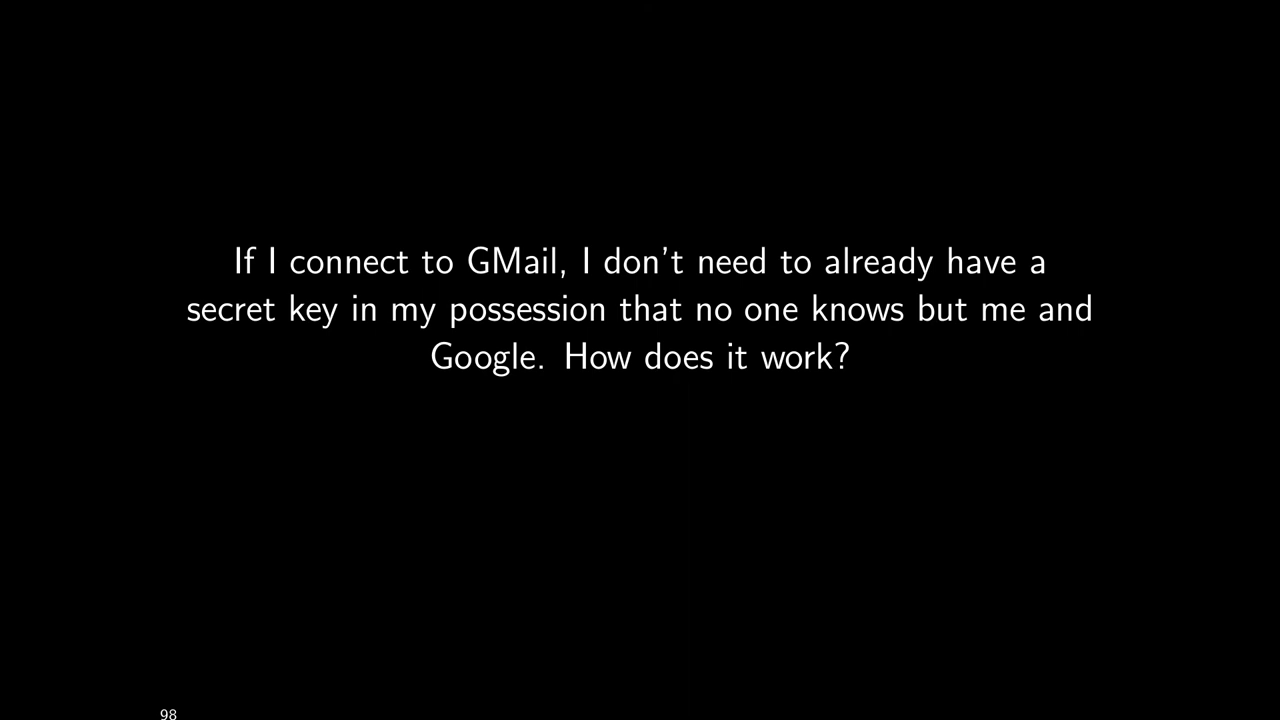 If I connect to GMail, I don't need to already have a
secret key in my possession that no one knows but me and
Google. How does it work?
98